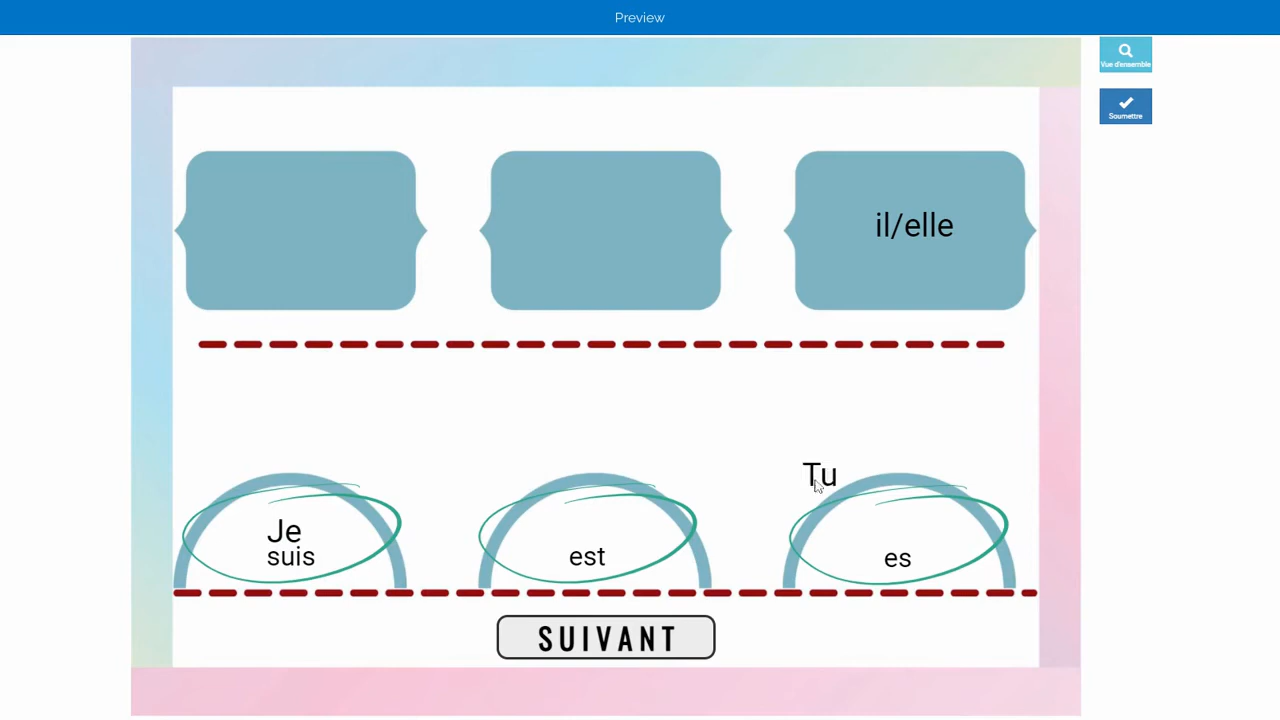 Preview
Vue d'ensemble
Soumettre
il/elle
Tu
Je
suis
est
es
SUIVANT